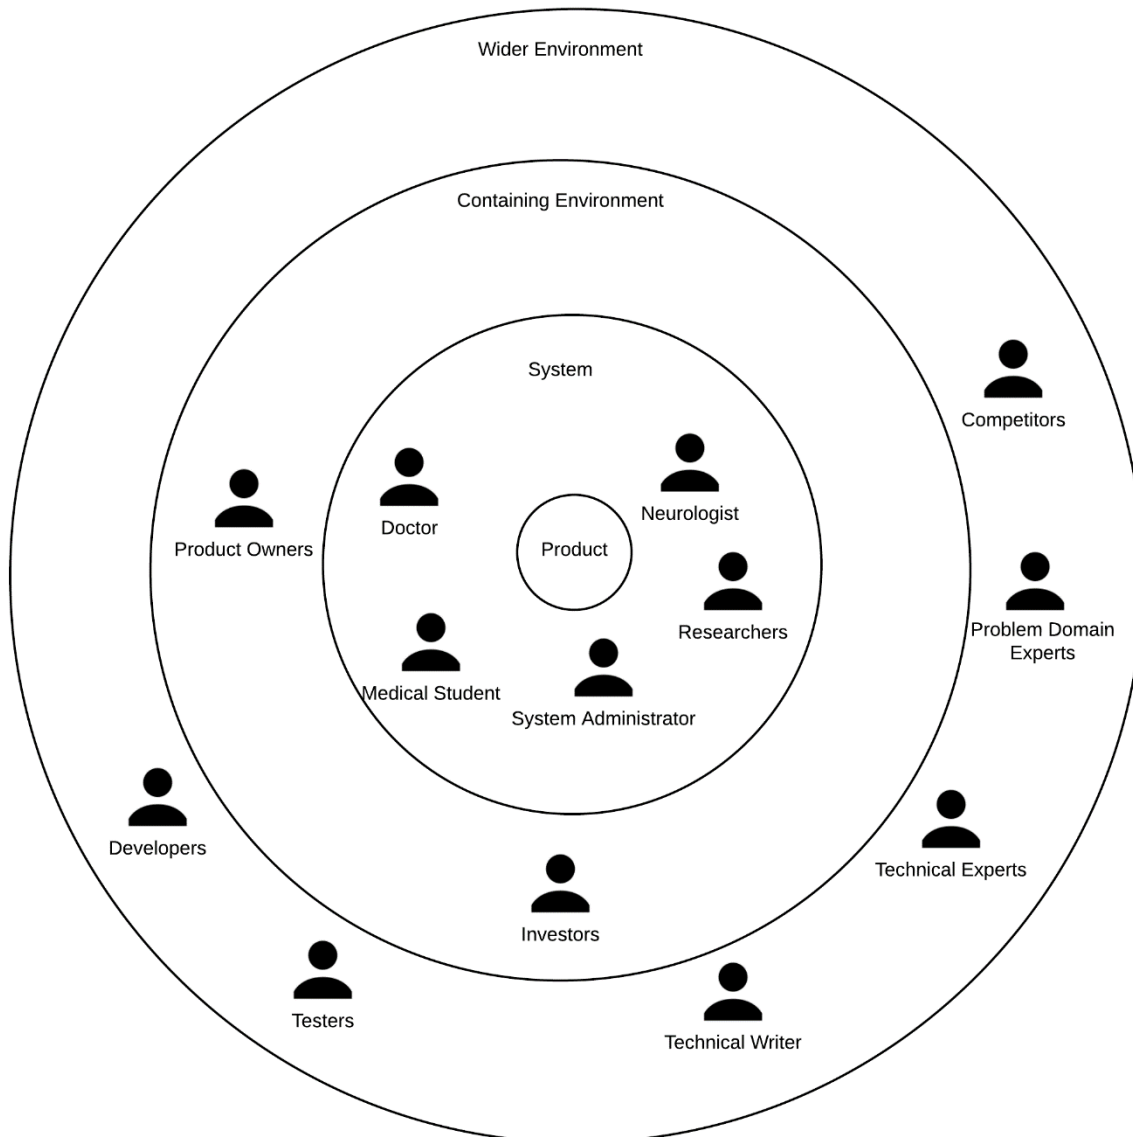 Wider Environment
Containing Environment
System
Competitors
Doctor
Neurologist
Product Owners
Product
Researchers
Problem Domain
Experts
Medical Student
System Administrator
Developers
Technical Experts
Investors
Testers
Technical Writer